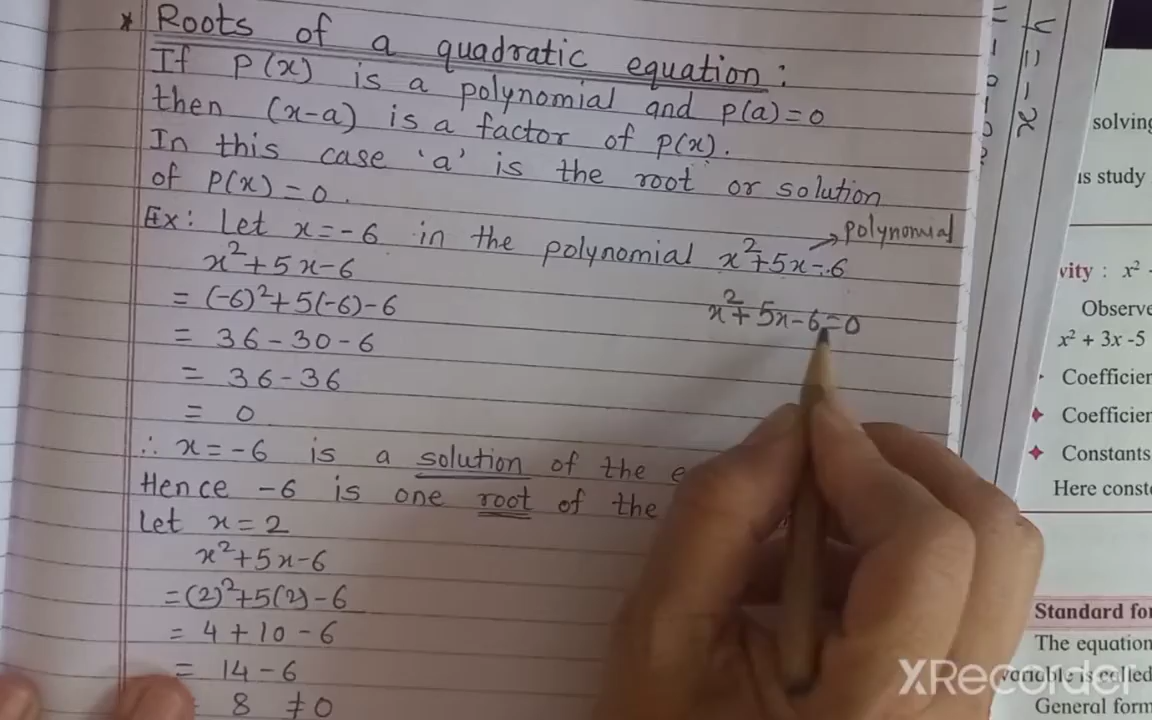 * Roots of a quadratic equation :
If P(x) is a polynomial and p(a)=0
then (x-a) is a factor of p(x).
In this case 'a' is the root or solution
of P(x)=0.
Ex: Let x=-6 in the polynomial x²+5x-6 → polynomial
x²+5x-6
x²+5x-6=0
= (-6)²+5(-6)-6
= 36-30-6
= 36-36
= 0
∴ x=-6 is a solution of the
Hence -6 is one root of the
Let x=2
x²+5x-6
=(2)²+5(2)-6
= 4+10-6
= 14-6
= 8 ≠0
solving
is study
vity : x²
Observe
x² + 3x -5
Coefficien
Coefficien
Constants
Here const
Standard for
The equation
variable is called
General form
XRecorder